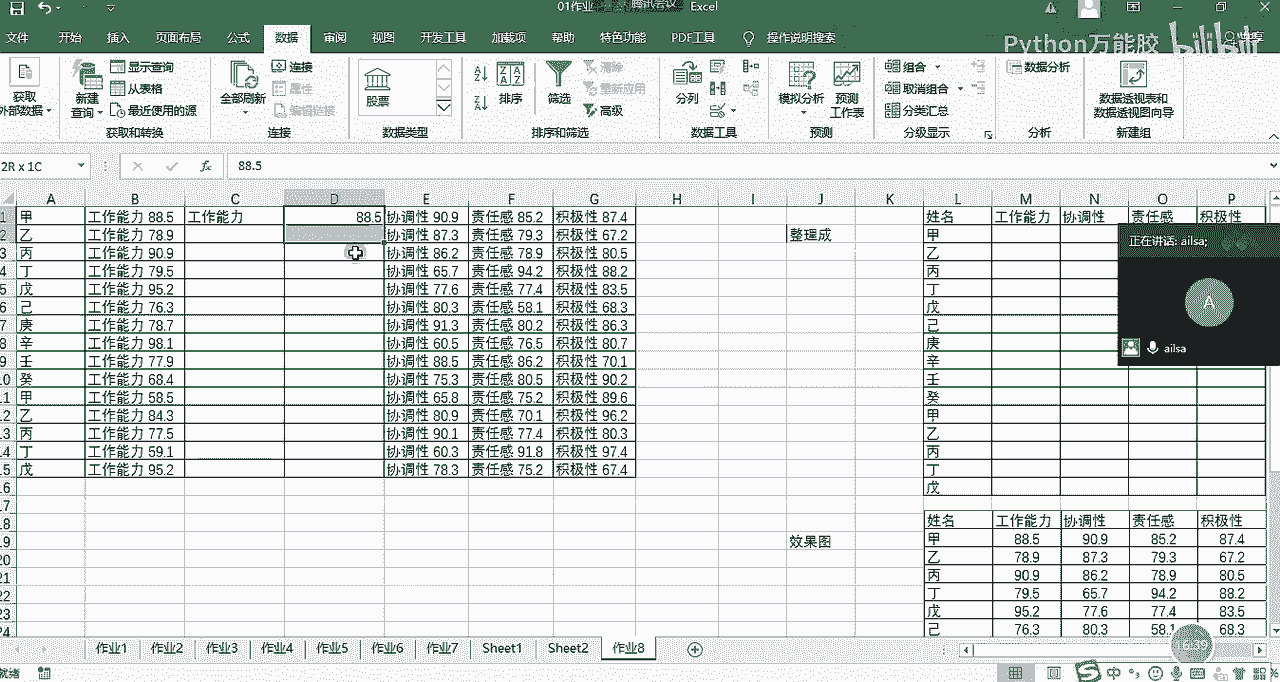 01作业 腾讯会议 Excel
文件 开始 插入 页面布局 公式 数据 审阅 视图 开发工具 加载项 帮助 特色功能 PDF工具 操作说明搜索
Python万能胶 bilibili
获取 外部数据 新建 查询 显示查询 从表格 最近使用的源 全部刷新 连接 属性 编辑链接 股票 排序 筛选 清除 重新应用 高级 分列 模拟分析 预测 工作表 组合 取消组合 分类汇总 数据分析 数据透视表和 数据透视图向导
获取和转换 连接 数据类型 排序和筛选 数据工具 预测 分级显示 分析 新建组
2R x 1C fx 88.5
A B C D E F G H I J K L M N O P
1 甲 工作能力 88.5 工作能力 88.5 协调性 90.9 责任感 85.2 积极性 87.4 姓名 工作能力 协调性 责任感 积极性
2 乙 工作能力 78.9 协调性 87.3 责任感 79.3 积极性 67.2 整理成 甲
3 丙 工作能力 90.9 协调性 86.2 责任感 78.9 积极性 80.5 乙
4 丁 工作能力 79.5 协调性 65.7 责任感 94.2 积极性 88.2 丙
5 戊 工作能力 95.2 协调性 77.6 责任感 77.4 积极性 83.5 丁
6 己 工作能力 76.3 协调性 80.3 责任感 58.1 积极性 68.3 戊
7 庚 工作能力 78.7 协调性 91.3 责任感 80.2 积极性 86.3 己
8 辛 工作能力 98.1 协调性 60.5 责任感 76.5 积极性 80.7 庚
9 壬 工作能力 77.9 协调性 88.5 责任感 86.2 积极性 70.1 辛
10 癸 工作能力 68.4 协调性 75.3 责任感 80.5 积极性 90.2 壬
11 甲 工作能力 58.5 协调性 65.8 责任感 75.2 积极性 89.6 癸
12 乙 工作能力 84.3 协调性 80.9 责任感 70.1 积极性 96.2 甲
13 丙 工作能力 77.5 协调性 90.1 责任感 77.4 积极性 80.3 乙
14 丁 工作能力 59.1 协调性 60.3 责任感 91.8 积极性 97.4 丙
15 戊 工作能力 95.2 协调性 78.3 责任感 75.2 积极性 67.4 丁
16 戊
17
18 姓名 工作能力 协调性 责任感 积极性
19 效果图 甲 88.5 90.9 85.2 87.4
20 乙 78.9 87.3 79.3 67.2
21 丙 90.9 86.2 78.9 80.5
22 丁 79.5 65.7 94.2 88.2
23 戊 95.2 77.6 77.4 83.5
24 己 76.3 80.3 58.1 68.3
正在讲话: ailsa;
A
ailsa
作业1 作业2 作业3 作业4 作业5 作业6 作业7 Sheet1 Sheet2 作业8
就绪
中